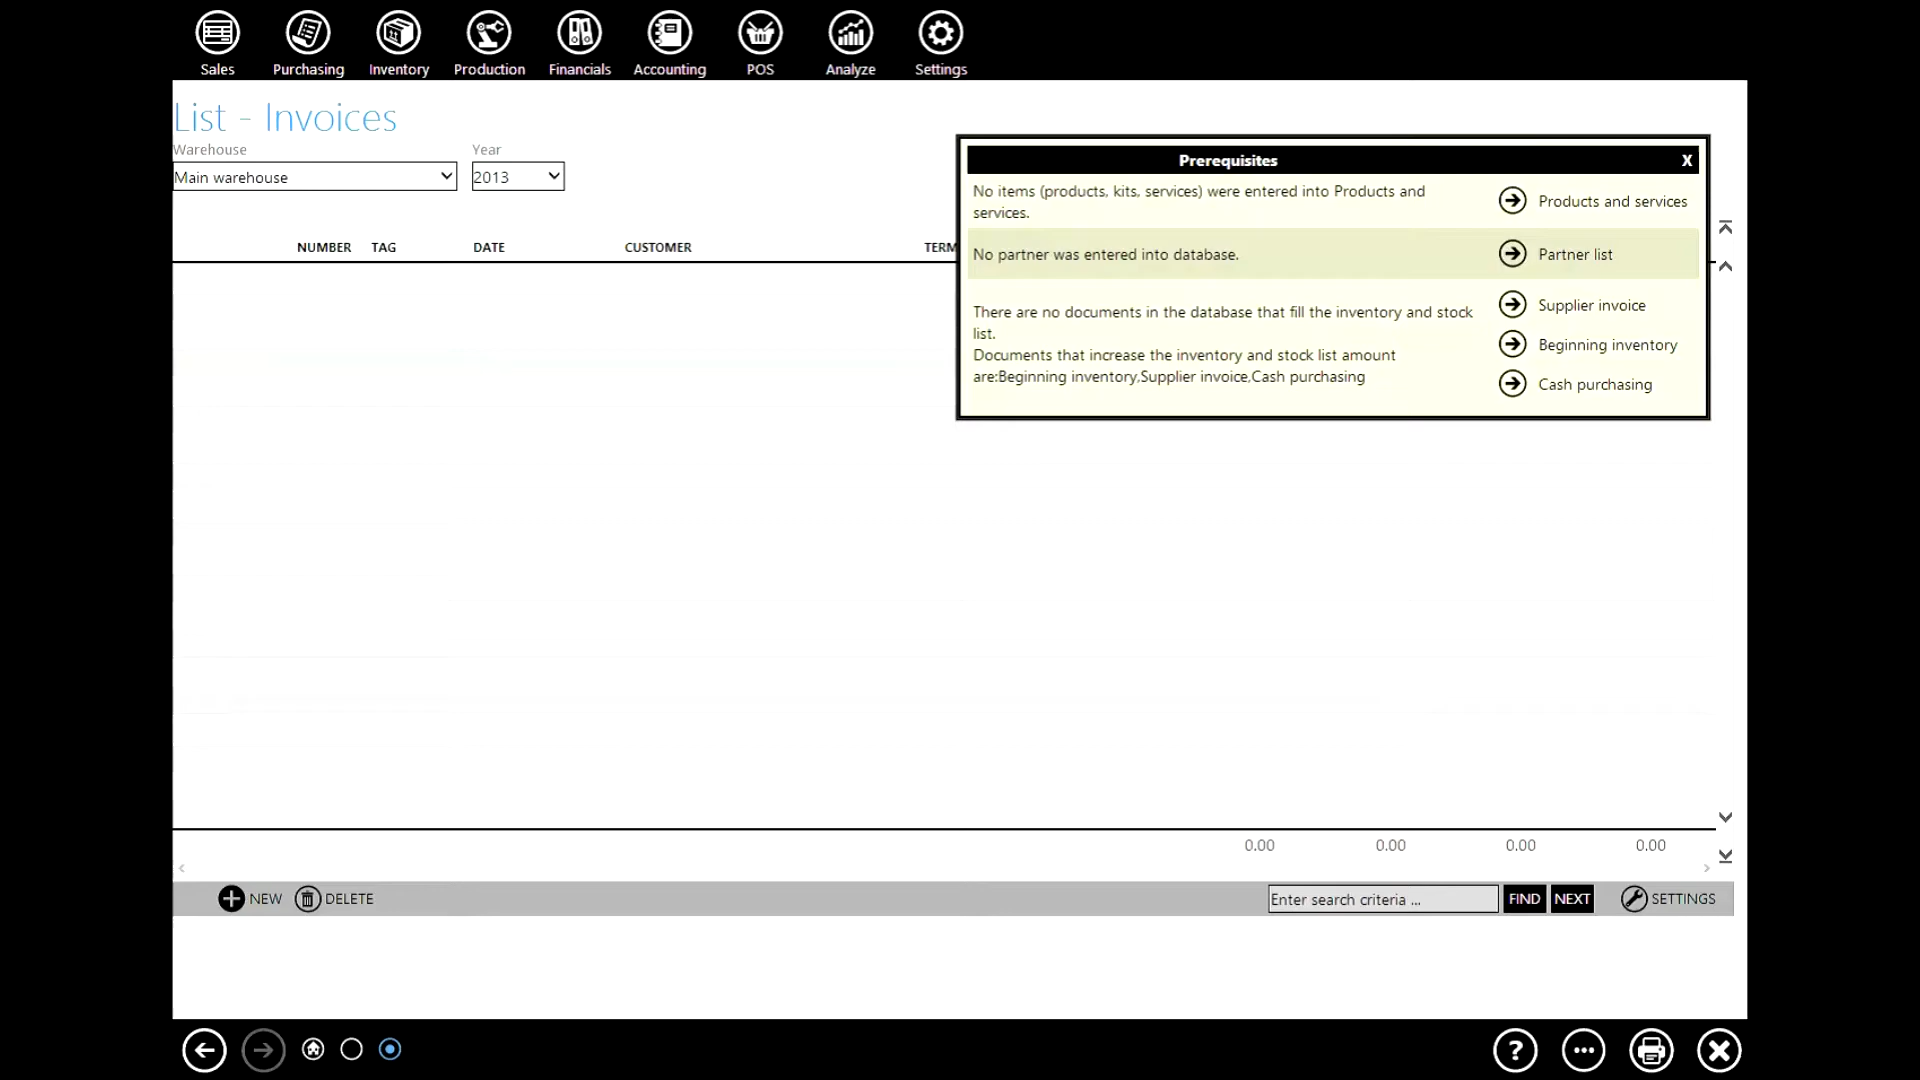 Sales Purchasing Inventory Production Financials Accounting POS Analyze Settings
List - Invoices
Warehouse Year
Main warehouse 2013
NUMBER TAG DATE CUSTOMER TERM
Prerequisites X
No items (products, kits, services) were entered into Products and
services.
Products and services
No partner was entered into database.
Partner list
There are no documents in the database that fill the inventory and stock
list.
Documents that increase the inventory and stock list amount
are:Beginning inventory,Supplier invoice,Cash purchasing
Supplier invoice
Beginning inventory
Cash purchasing
0.00 0.00 0.00 0.00
NEW DELETE Enter search criteria ... FIND NEXT SETTINGS